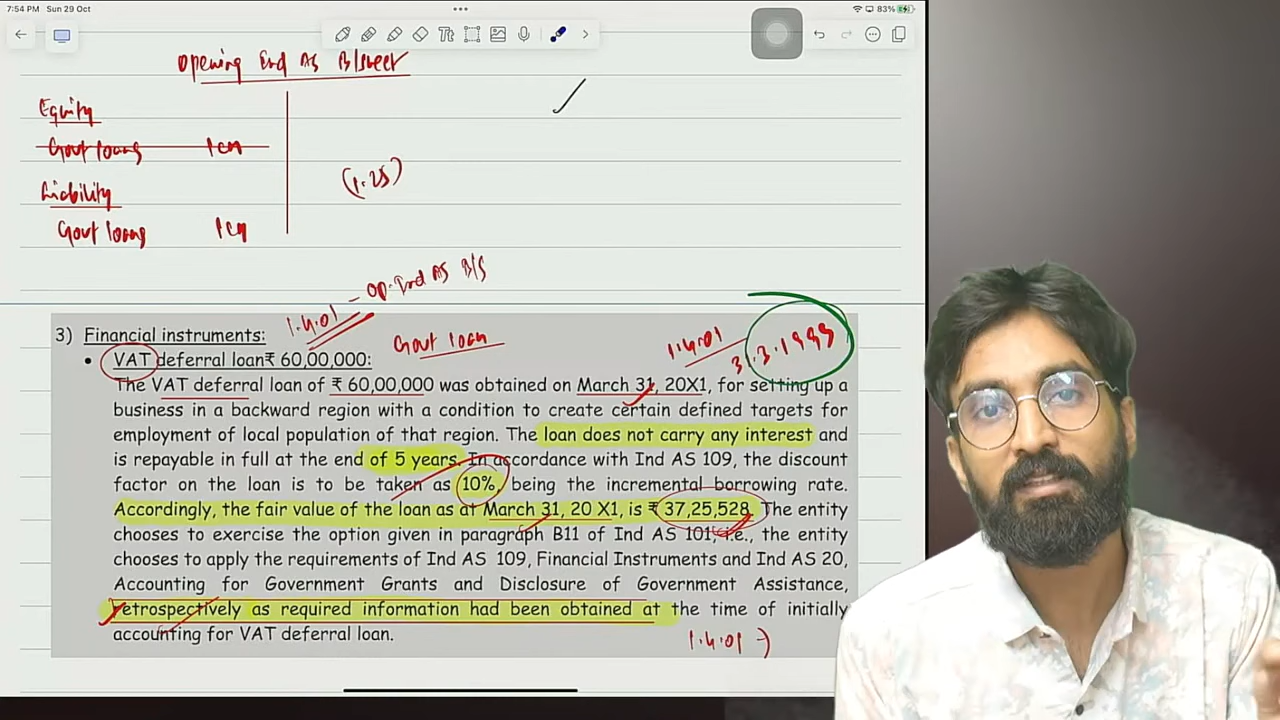 7:54 PM Sun 29 Oct
83%
Opening Ind AS B/Sheet
Equity
Govt loans 1cr
(1.25)
Liability
Govt loans 1cr
1.4.01 - Op. Ind AS B/S
Govt loan
1.4.01
31.3.1999
3) Financial instruments:
• VAT deferral loan₹ 60,00,000:
The VAT deferral loan of ₹ 60,00,000 was obtained on March 31, 20X1, for setting up a
business in a backward region with a condition to create certain defined targets for
employment of local population of that region. The loan does not carry any interest and
is repayable in full at the end of 5 years. In accordance with Ind AS 109, the discount
factor on the loan is to be taken as 10%, being the incremental borrowing rate.
Accordingly, the fair value of the loan as at March 31, 20 X1, is ₹ 37,25,528. The entity
chooses to exercise the option given in paragraph B11 of Ind AS 101, i.e., the entity
chooses to apply the requirements of Ind AS 109, Financial Instruments and Ind AS 20,
Accounting for Government Grants and Disclosure of Government Assistance,
retrospectively as required information had been obtained at the time of initially
accounting for VAT deferral loan.
1.4.01